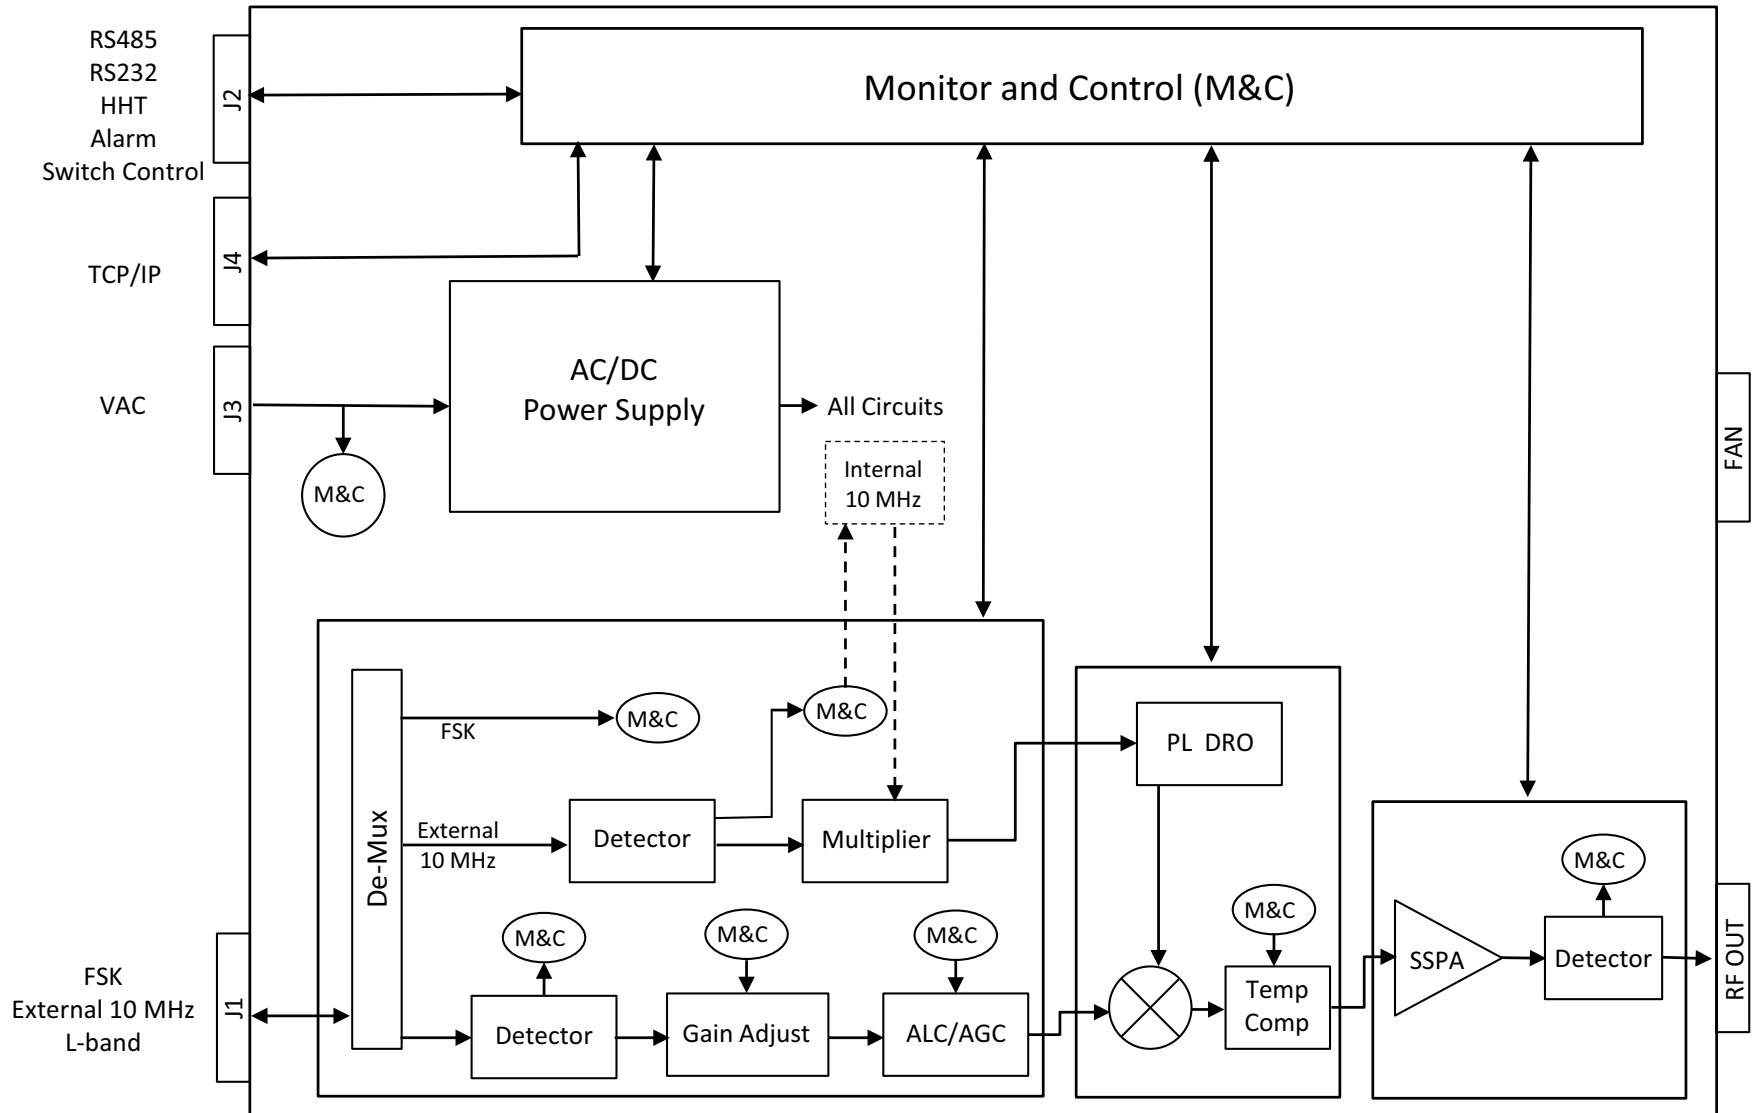 RS485
RS232
HHT
Alarm
Switch Control
J2
Monitor and Control (M&C)
TCP/IP
J4
VAC
J3
M&C
AC/DC
Power Supply
All Circuits
Internal
10 MHz
FAN
De-Mux
FSK
M&C
M&C
External
10 MHz
Detector
Multiplier
PL DRO
M&C
M&C
M&C
M&C
M&C
FSK
External 10 MHz
L-band
J1
Detector
Gain Adjust
ALC/AGC
Temp
Comp
SSPA
Detector
RF OUT